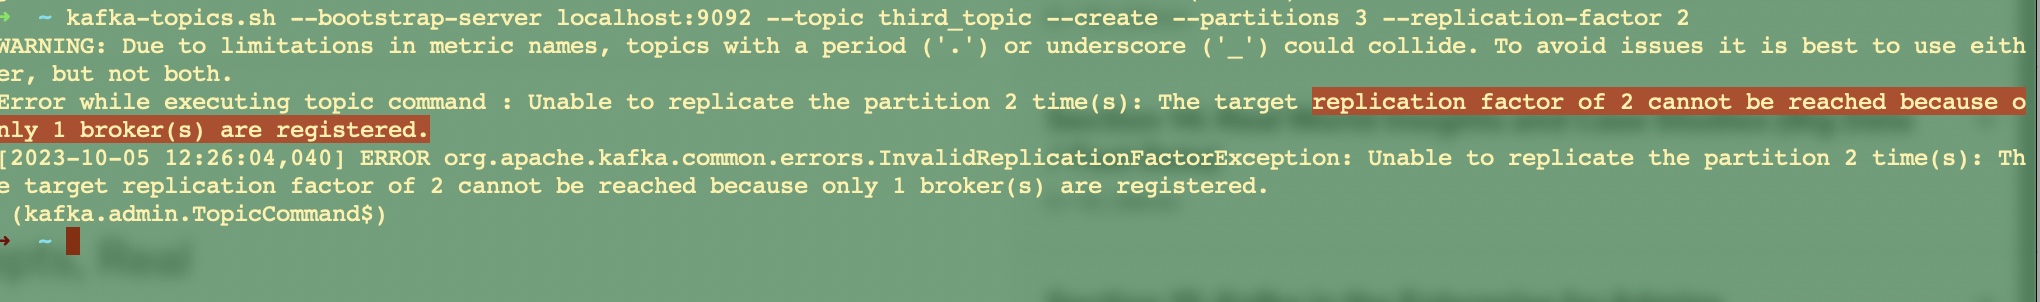 → ~ kafka-topics.sh --bootstrap-server localhost:9092 --topic third_topic --create --partitions 3 --replication-factor 2
WARNING: Due to limitations in metric names, topics with a period ('.') or underscore ('_') could collide. To avoid issues it is best to use eith
er, but not both.
Error while executing topic command : Unable to replicate the partition 2 time(s): The target replication factor of 2 cannot be reached because o
nly 1 broker(s) are registered.
[2023-10-05 12:26:04,040] ERROR org.apache.kafka.common.errors.InvalidReplicationFactorException: Unable to replicate the partition 2 time(s): Th
e target replication factor of 2 cannot be reached because only 1 broker(s) are registered.
(kafka.admin.TopicCommand$)
→ ~